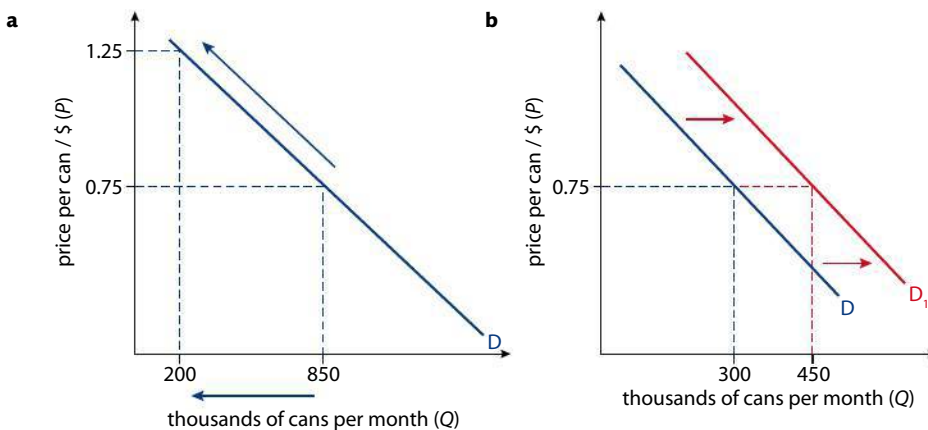 a
price per can / $ (P)
1.25
0.75
D
200
850
thousands of cans per month (Q)
b
price per can / $ (P)
0.75
D
D1
300
450
thousands of cans per month (Q)